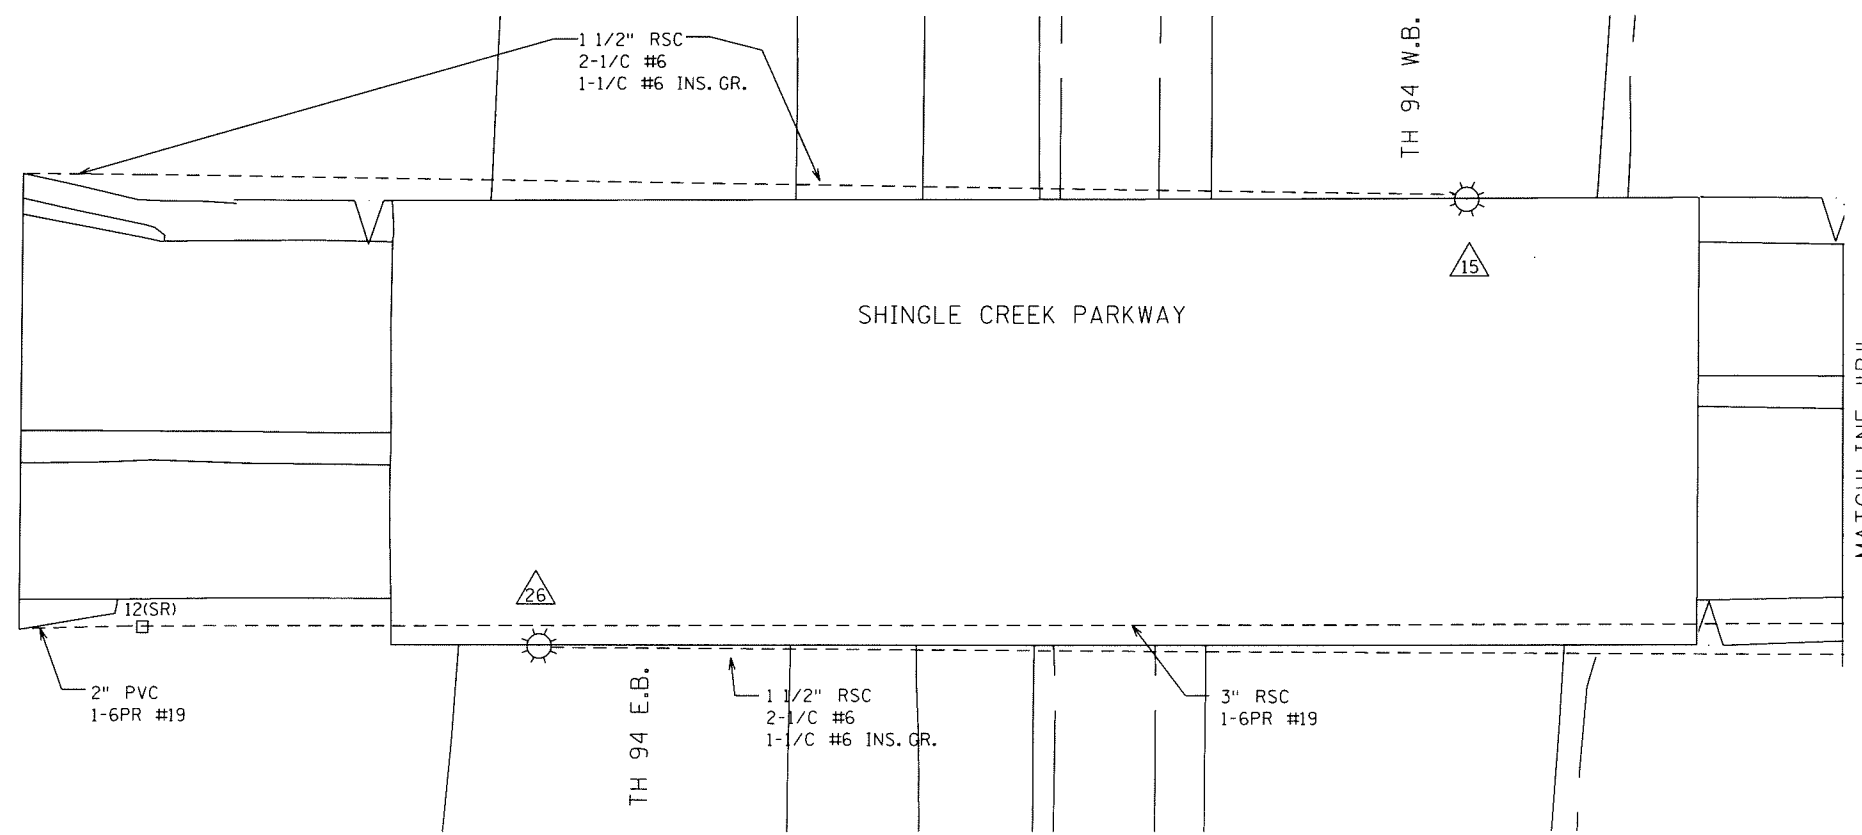 1 1/2" RSC
2-1/C #6
1-1/C #6 INS. GR.
TH 94 W.B.
15
SHINGLE CREEK PARKWAY
26
12(SR)
2" PVC
1-6PR #19
TH 94 E.B.
1 1/2" RSC
2-1/C #6
1-1/C #6 INS. GR.
3" RSC
1-6PR #19